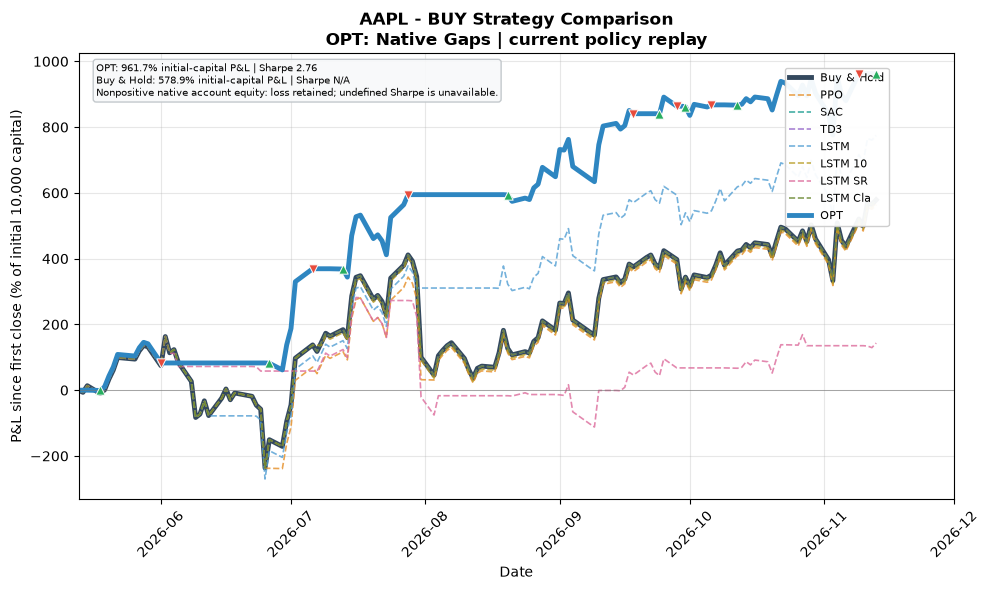 AAPL - BUY Strategy Comparison
OPT: Native Gaps | current policy replay
OPT: 961.7% initial-capital P&L | Sharpe 2.76
Buy & Hold: 578.9% initial-capital P&L | Sharpe N/A
Nonpositive native account equity: loss retained; undefined Sharpe is unavailable.
Buy & Hold
PPO
SAC
TD3
LSTM
LSTM 10
LSTM SR
LSTM Cla
OPT
P&L since first close (% of initial 10,000 capital)
1000
800
600
400
200
0
−200
2026-06
2026-07
2026-08
2026-09
2026-10
2026-11
2026-12
Date